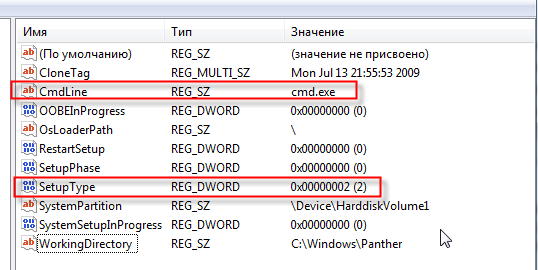 Имя Тип Значение
(По умолчанию) REG_SZ (значение не присвоено)
CloneTag REG_MULTI_SZ Mon Jul 13 21:55:53 2009
CmdLine REG_SZ cmd.exe
OOBEInProgress REG_DWORD 0x00000000 (0)
OsLoaderPath REG_SZ \
RestartSetup REG_DWORD 0x00000000 (0)
SetupPhase REG_DWORD 0x00000000 (0)
SetupType REG_DWORD 0x00000002 (2)
SystemPartition REG_SZ \Device\HarddiskVolume1
SystemSetupInProgress REG_DWORD 0x00000000 (0)
WorkingDirectory REG_SZ C:\Windows\Panther